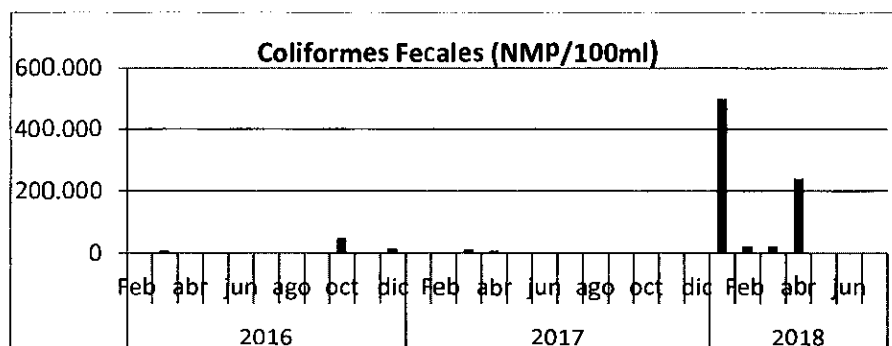 Coliformes Fecales (NMP/100ml)
600.000
400.000
200.000
0
Feb abr jun ago oct dic Feb abr jun ago oct dic Feb abr jun
2016 2017 2018